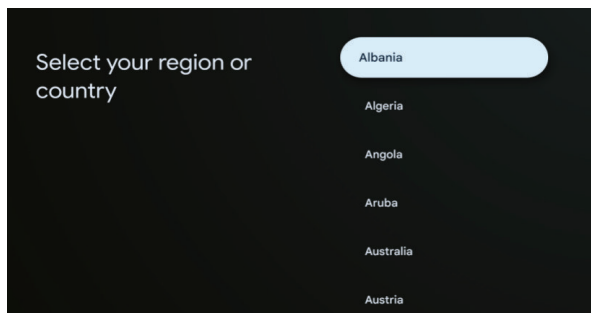 Select your region or
country
Albania
Algeria
Angola
Aruba
Australia
Austria